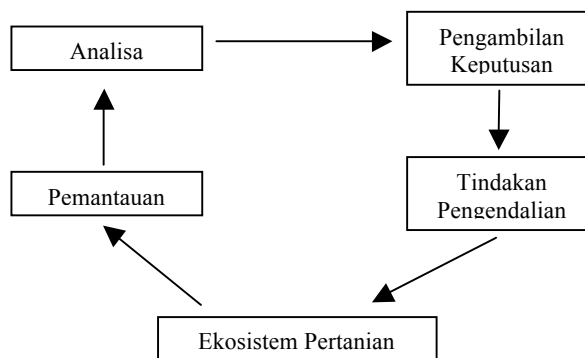 Analisa
Pengambilan
Keputusan
Pemantauan
Tindakan
Pengendalian
Ekosistem Pertanian